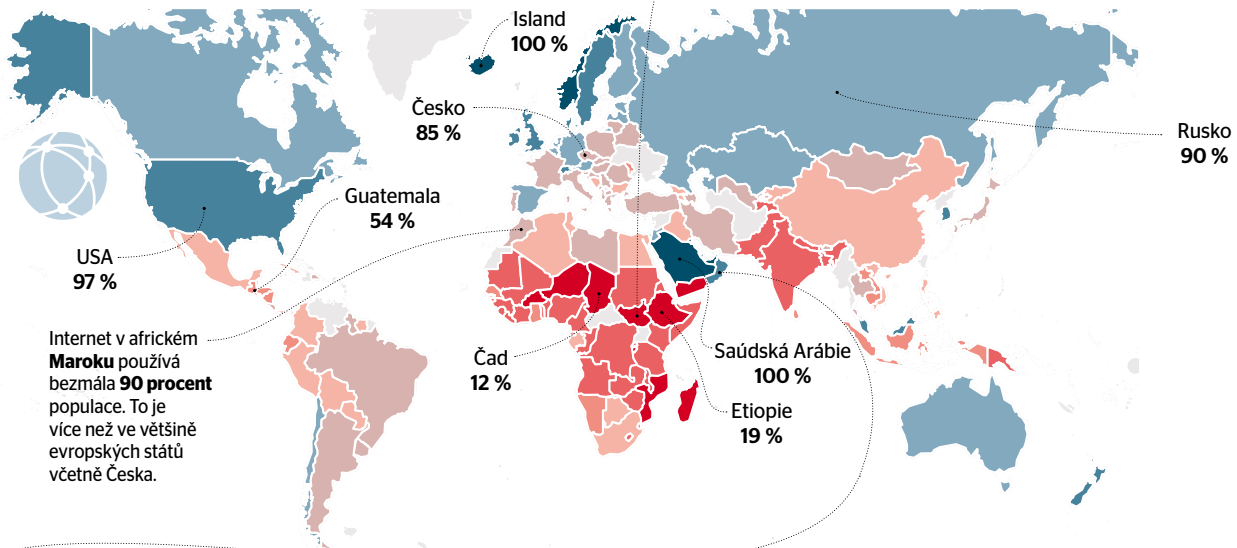 Island
100 %
Česko
85 %
Rusko
90 %
Guatemala
54 %
USA
97 %
Internet v africkém
Maroku používá
bezmála 90 procent
populace. To je
více než ve většině
evropských států
včetně Česka.
Čad
12 %
Saúdská Arábie
100 %
Etiopie
19 %